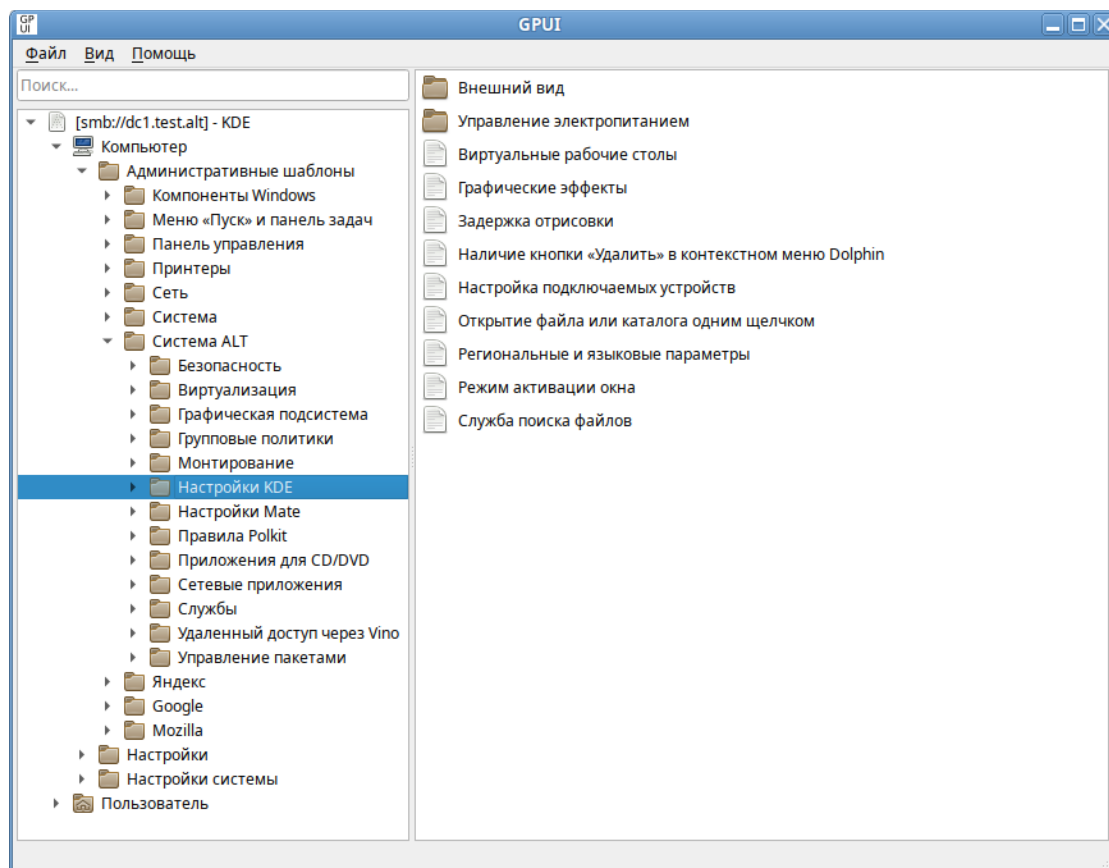 GPUI
GPUI
Файл Вид Помощь
Поиск...
[smb://dc1.test.alt] - KDE
Компьютер
Административные шаблоны
Компоненты Windows
Меню «Пуск» и панель задач
Панель управления
Принтеры
Сеть
Система
Система ALT
Безопасность
Виртуализация
Графическая подсистема
Групповые политики
Монтирование
Настройки KDE
Настройки Mate
Правила Polkit
Приложения для CD/DVD
Сетевые приложения
Службы
Удаленный доступ через Vino
Управление пакетами
Яндекс
Google
Mozilla
Настройки
Настройки системы
Пользователь
Внешний вид
Управление электропитанием
Виртуальные рабочие столы
Графические эффекты
Задержка отрисовки
Наличие кнопки «Удалить» в контекстном меню Dolphin
Настройка подключаемых устройств
Открытие файла или каталога одним щелчком
Региональные и языковые параметры
Режим активации окна
Служба поиска файлов